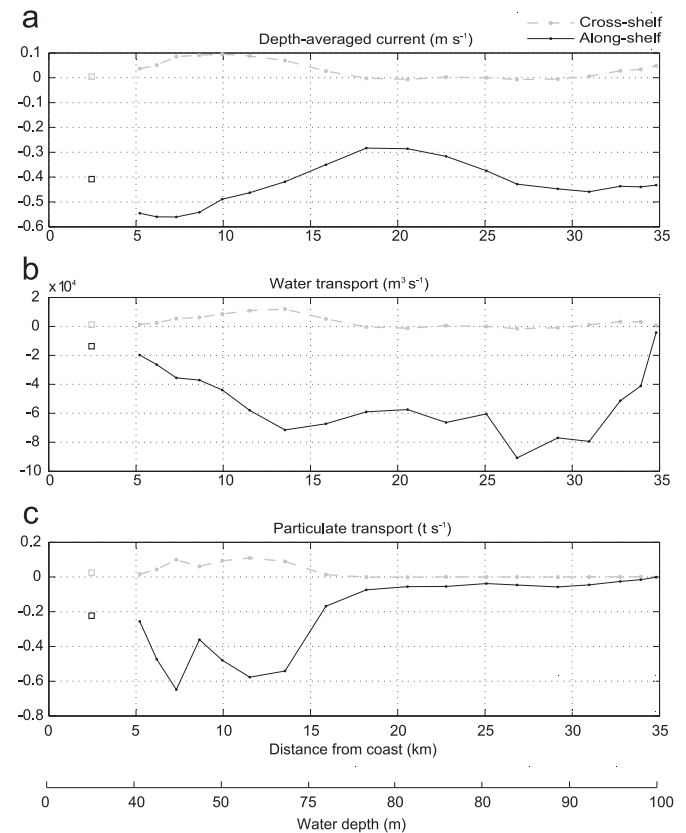 a
Cross-shelf
Along-shelf
Depth-averaged current (m s⁻¹)
0.1
0
-0.1
-0.2
-0.3
-0.4
-0.5
-0.6
0 5 10 15 20 25 30 35
b
x 10⁴
Water transport (m³ s⁻¹)
2
0
-2
-4
-6
-8
-10
0 5 10 15 20 25 30 35
c
Particulate transport (t s⁻¹)
0.2
0
-0.2
-0.4
-0.6
-0.8
0 5 10 15 20 25 30 35
Distance from coast (km)
0 40 50 75 80 80 90 100
Water depth (m)